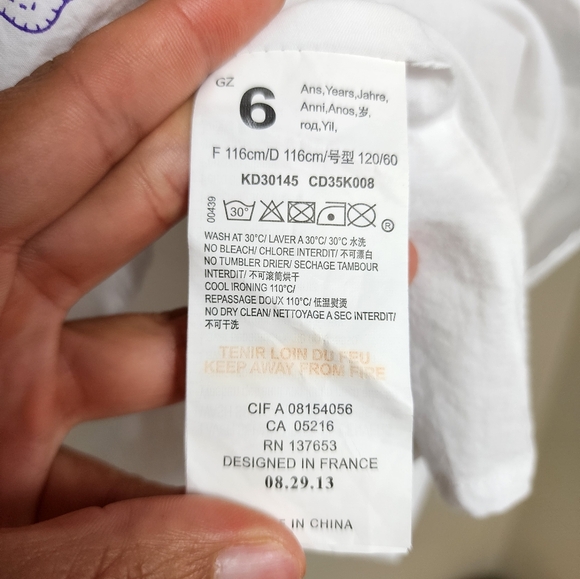 GZ
6
Ans,Years,Jahre,
Anni,Anos,岁,
год,Yil,
F 116cm/D 116cm/号型 120/60
KD30145 CD35K008
00439
30°
R
WASH AT 30°C/ LAVER A 30°C/ 30°C 水洗
NO BLEACH/ CHLORE INTERDIT/ 不可漂白
NO TUMBLER DRIER/ SECHAGE TAMBOUR
INTERDIT/ 不可滚筒烘干
COOL IRONING 110°C/
REPASSAGE DOUX 110°C/ 低温熨烫
NO DRY CLEAN/ NETTOYAGE A SEC INTERDIT/
不可干洗
TENIR LOIN DU FEU
KEEP AWAY FROM FIRE
CIF A 08154056
CA 05216
RN 137653
DESIGNED IN FRANCE
08.29.13
IN CHINA